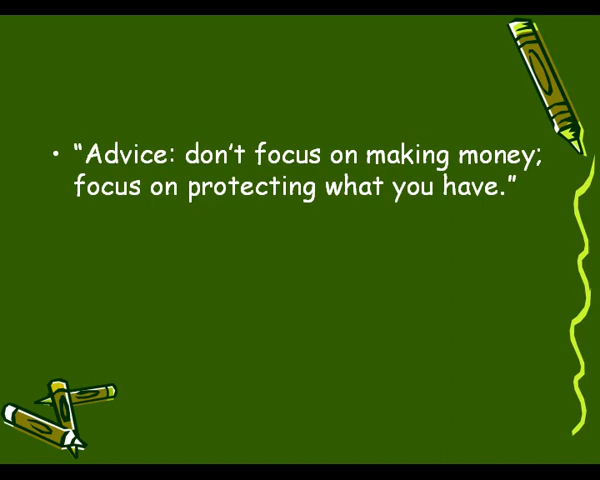 • “Advice: don’t focus on making money;
focus on protecting what you have.”